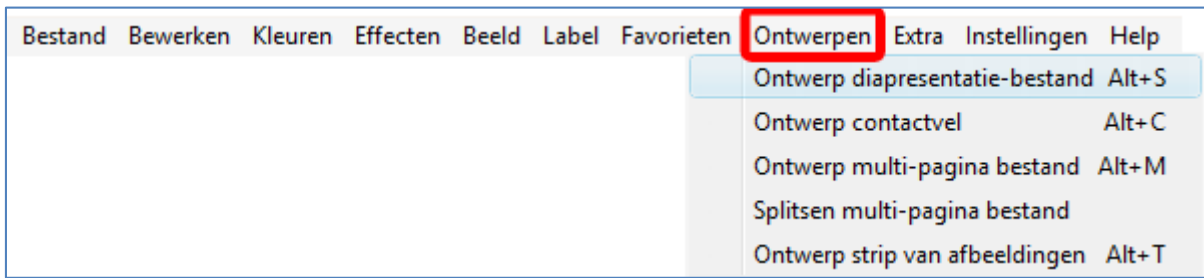 Bestand Bewerken Kleuren Effecten Beeld Label Favorieten Ontwerpen Extra Instellingen Help
Ontwerp diapresentatie-bestand Alt+S
Ontwerp contactvel Alt+C
Ontwerp multi-pagina bestand Alt+M
Splitsen multi-pagina bestand
Ontwerp strip van afbeeldingen Alt+T